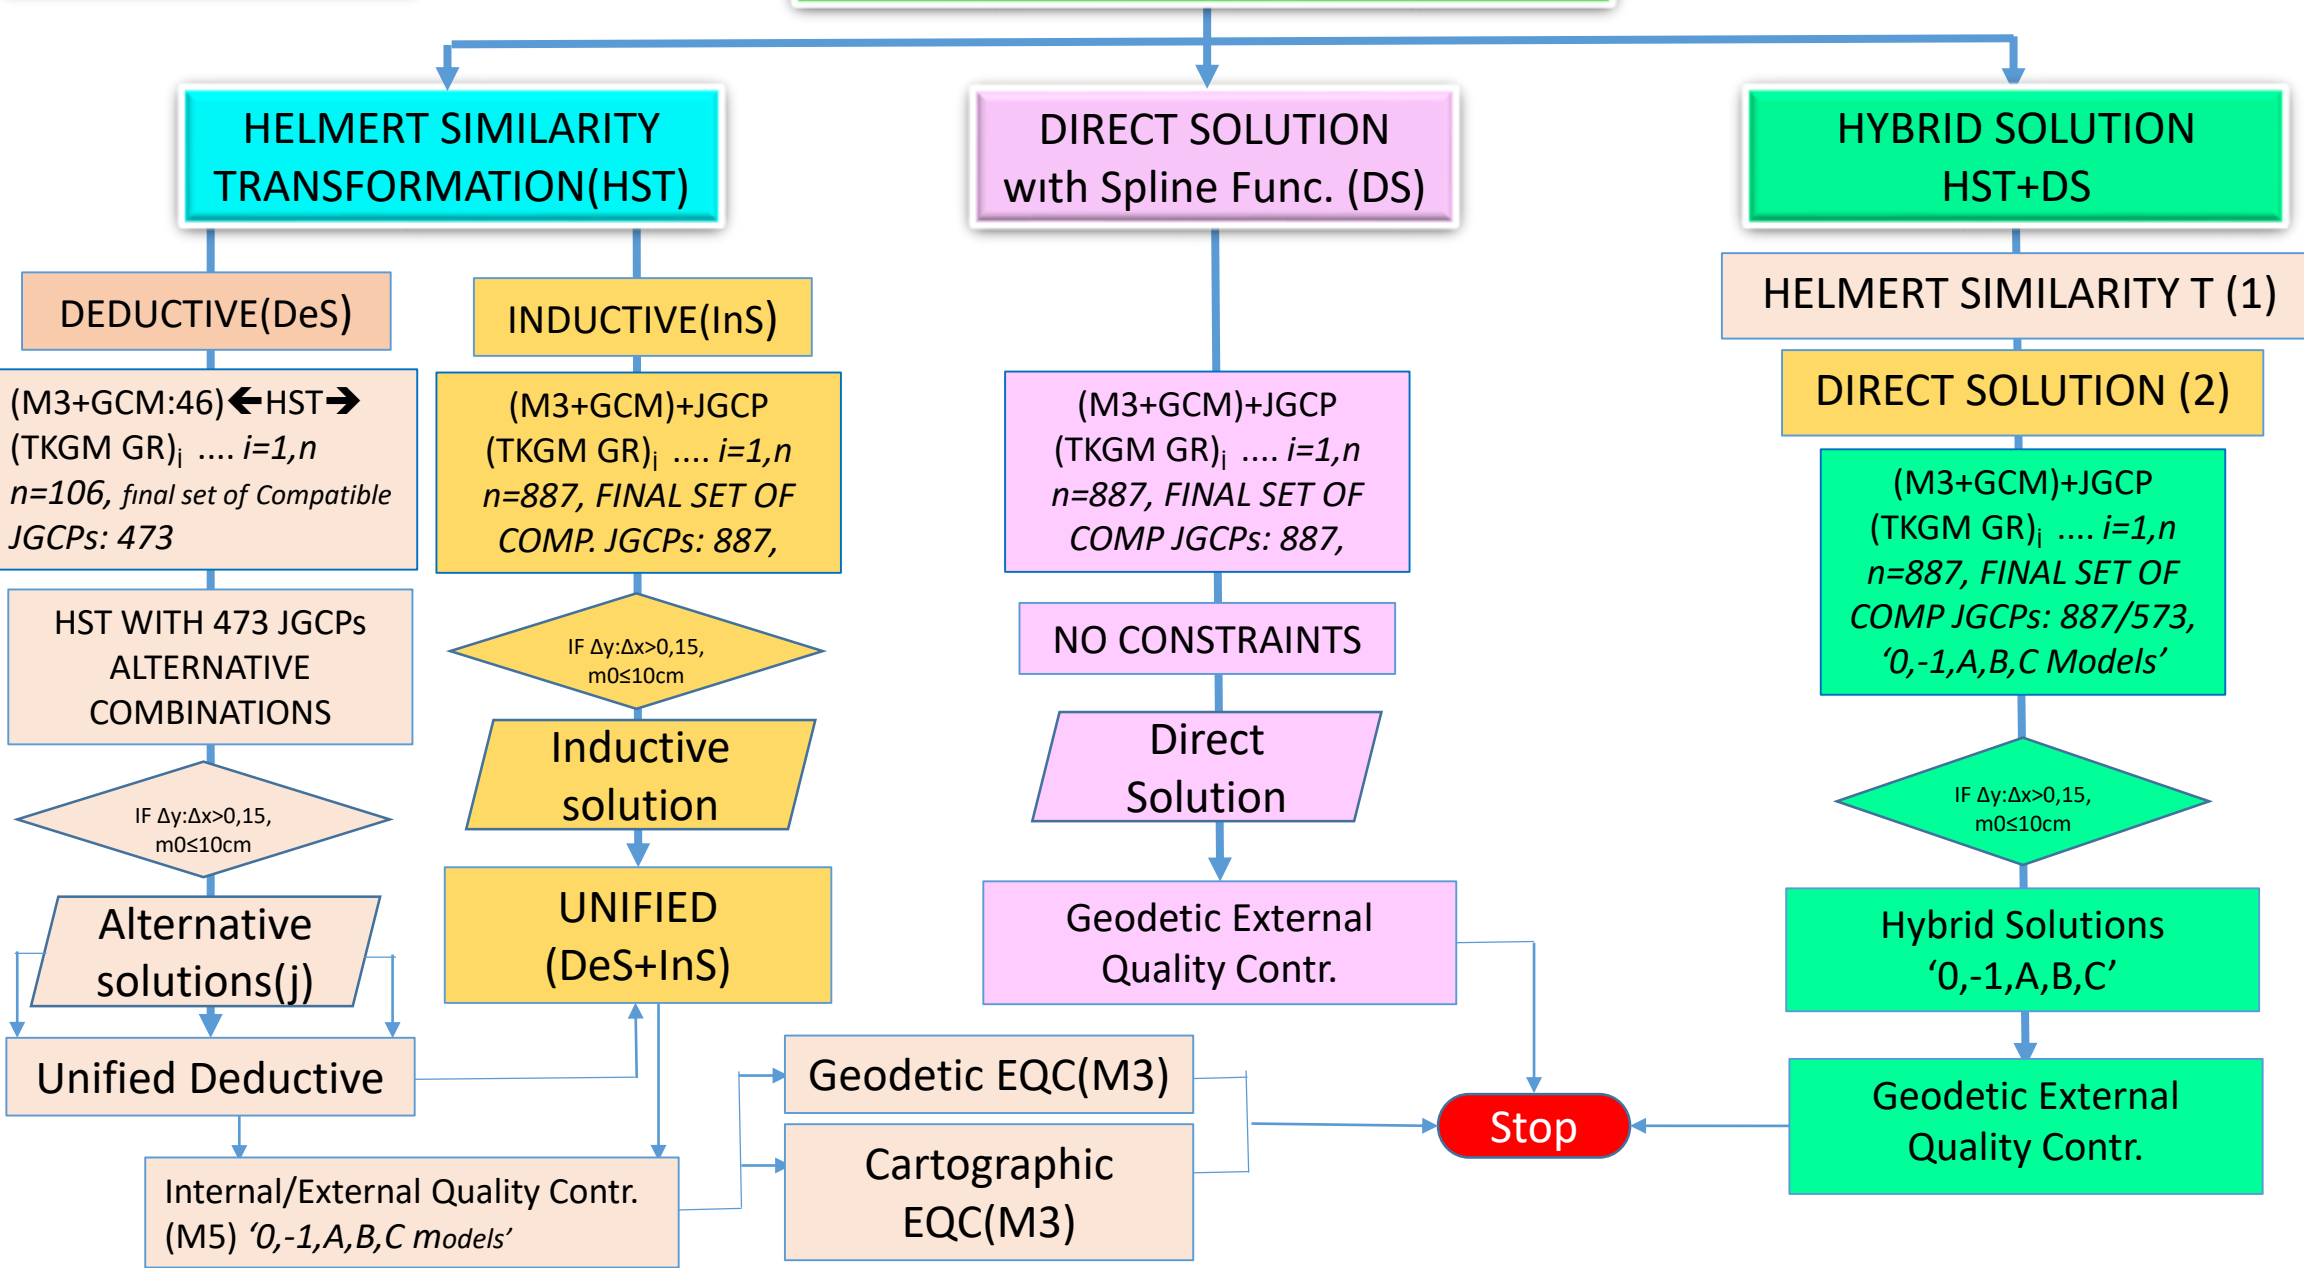 HELMERT SIMILARITY
TRANSFORMATION(HST)
DIRECT SOLUTION
wıth Spline Func. (DS)
HYBRID SOLUTION
HST+DS
DEDUCTIVE(DeS)
(M3+GCM:46)🡸HST🡺
(TKGM GR)i .... i=1,n
n=106, fınal set of Compatible
JGCPs: 473
HST WITH 473 JGCPs
ALTERNATIVE
COMBINATIONS
IF Δy:Δx>0,15,
m0≤10cm
Alternative
solutions(j)
Unified Deductive
INDUCTIVE(InS)
(M3+GCM)+JGCP
(TKGM GR)i .... i=1,n
n=887, FINAL SET OF
COMP. JGCPs: 887,
IF Δy:Δx>0,15,
m0≤10cm
Inductive
solution
UNIFIED
(DeS+InS)
Internal/External Quality Contr.
(M5) ‘0,-1,A,B,C models’
Geodetic EQC(M3)
Cartographic
EQC(M3)
(M3+GCM)+JGCP
(TKGM GR)i .... i=1,n
n=887, FINAL SET OF
COMP JGCPs: 887,
NO CONSTRAINTS
Direct
Solution
Geodetic External
Quality Contr.
Stop
HELMERT SIMILARITY T (1)
DIRECT SOLUTION (2)
(M3+GCM)+JGCP
(TKGM GR)i .... i=1,n
n=887, FINAL SET OF
COMP JGCPs: 887/573,
‘0,-1,A,B,C Models’
IF Δy:Δx>0,15,
m0≤10cm
Hybrid Solutions
‘0,-1,A,B,C’
Geodetic External
Quality Contr.